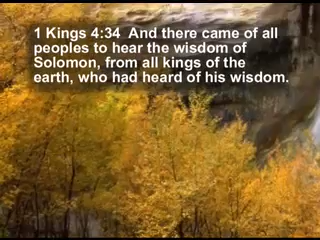 1 Kings 4:34  And there came of all
peoples to hear the wisdom of
Solomon, from all kings of the
earth, who had heard of his wisdom.